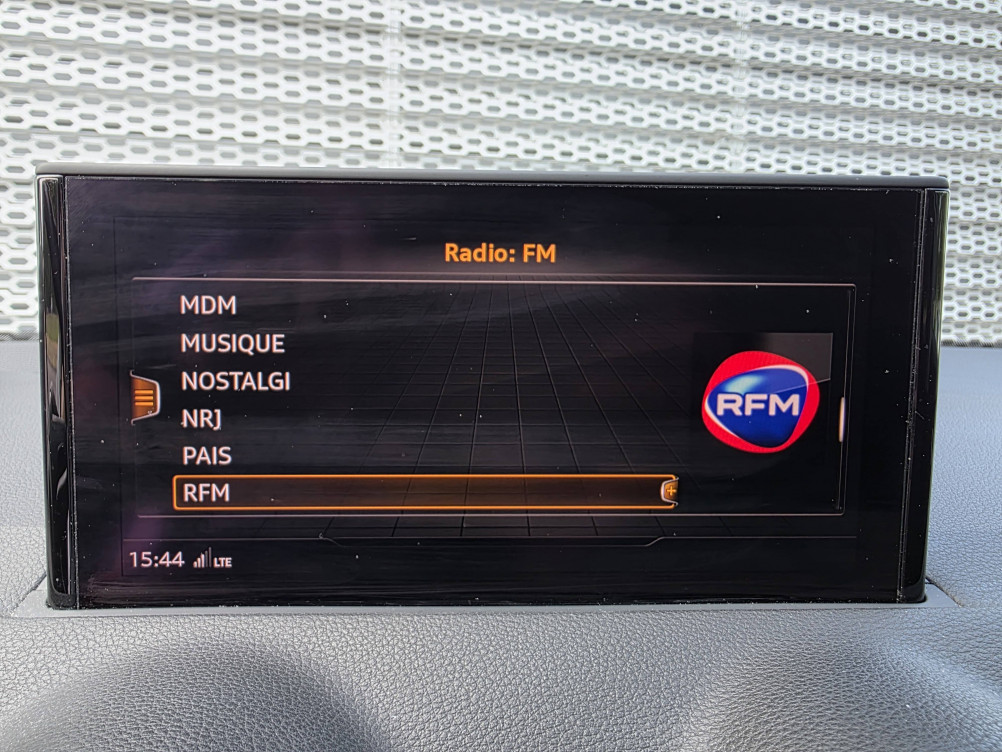 Radio: FM
MDM
MUSIQUE
NOSTALGI
NRJ
PAIS
RFM
RFM
15:44 LTE